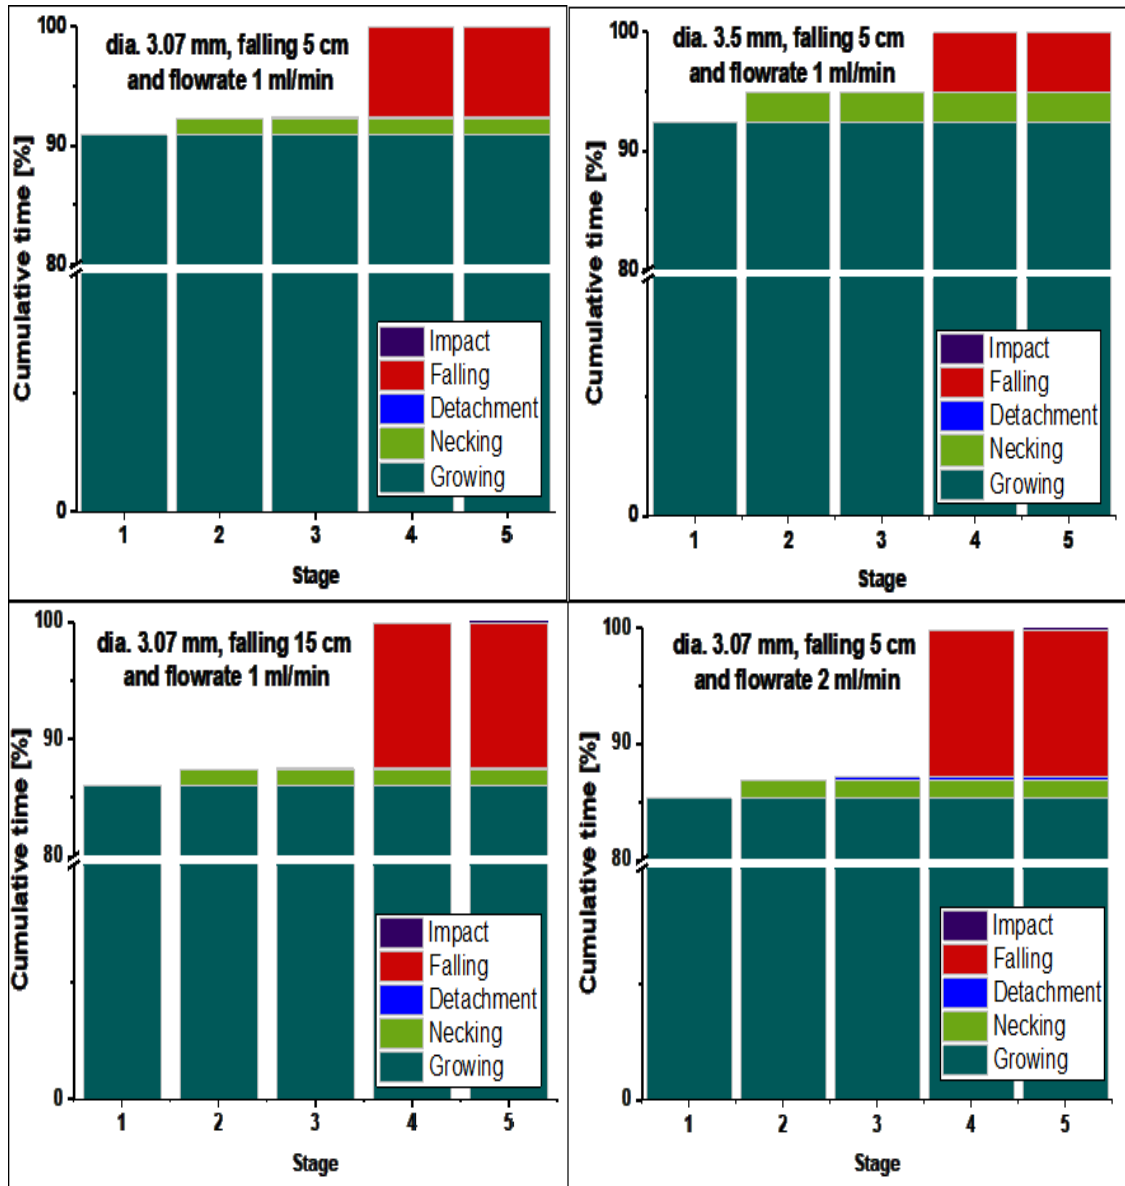 dia. 3.07 mm, falling 5 cm
and flowrate 1 ml/min
Cumulative time [%]
100
90
80
0
Impact
Falling
Detachment
Necking
Growing
1 2 3 4 5
Stage
dia. 3.5 mm, falling 5 cm
and flowrate 1 ml/min
Cumulative time [%]
100
90
80
0
Impact
Falling
Detachment
Necking
Growing
1 2 3 4 5
Stage
dia. 3.07 mm, falling 15 cm
and flowrate 1 ml/min
Cumulative time [%]
100
90
80
0
Impact
Falling
Detachment
Necking
Growing
1 2 3 4 5
Stage
dia. 3.07 mm, falling 5 cm
and flowrate 2 ml/min
Cumulative time [%]
100
90
80
0
Impact
Falling
Detachment
Necking
Growing
1 2 3 4 5
Stage